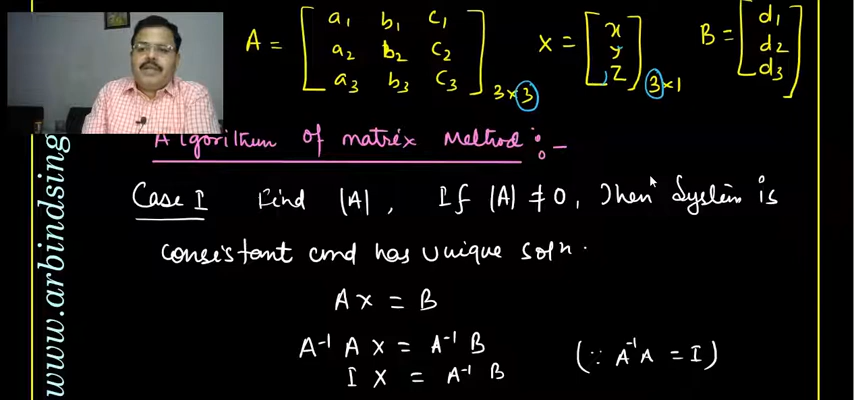 A = [ a1 b1 c1
a2 b2 c2
a3 b3 c3 ] 3×3
X = [ x
y
z ] 3×1
B = [ d1
d2
d3 ]
Algorithm of matrix Method :-
Case I Find |A| , If |A| ≠ 0, Then System is
consistant and has unique soln.
AX = B
A⁻¹ A X = A⁻¹ B
I X = A⁻¹ B (∵ A⁻¹A = I)
www.arbindsing